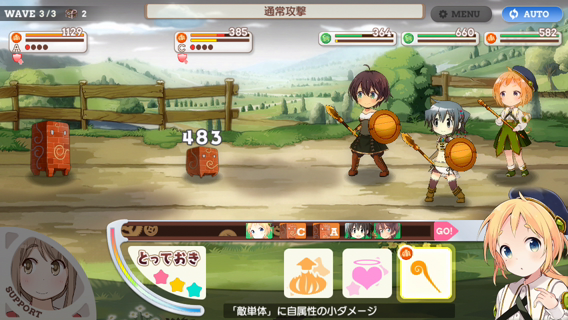 WAVE 3/3 2
通常攻撃
MENU
AUTO
1129
A
385
C
364
660
582
483
C
A
GO!
とっておき
SUPPORT
「敵単体」に自属性の小ダメージ